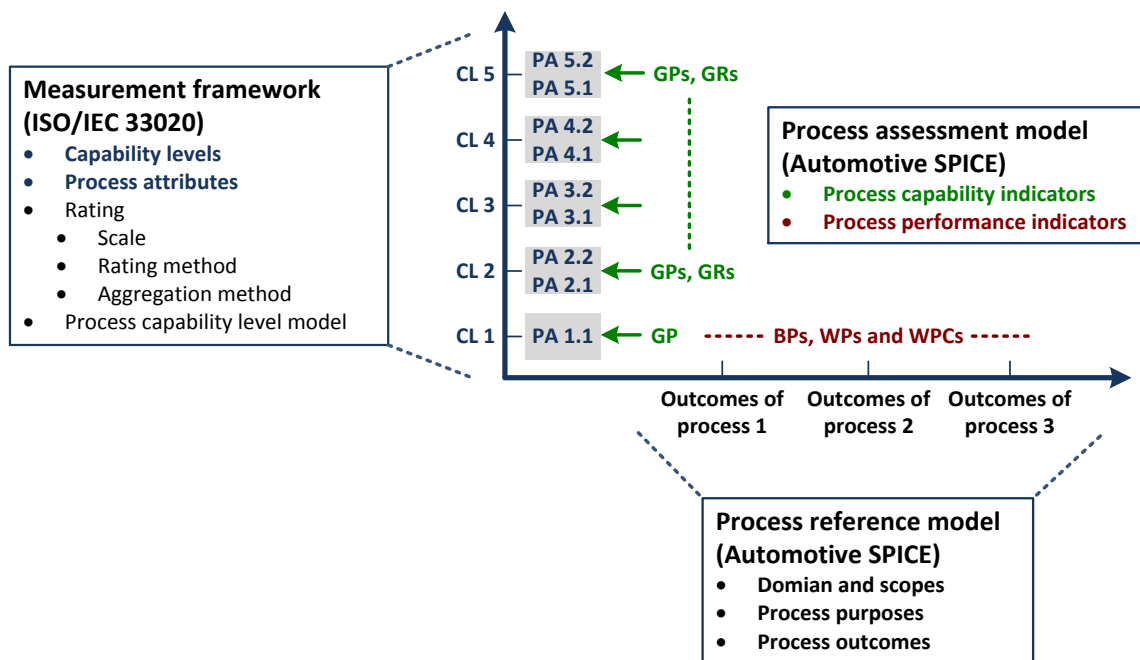 Measurement framework
(ISO/IEC 33020)
• Capability levels
• Process attributes
• Rating
• Scale
• Rating method
• Aggregation method
• Process capability level model
CL 5
PA 5.2
PA 5.1
GPs, GRs
CL 4
PA 4.2
PA 4.1
CL 3
PA 3.2
PA 3.1
CL 2
PA 2.2
PA 2.1
GPs, GRs
CL 1
PA 1.1
GP
BPs, WPs and WPCs
Outcomes of
process 1
Outcomes of
process 2
Outcomes of
process 3
Process assessment model
(Automotive SPICE)
• Process capability indicators
• Process performance indicators
Process reference model
(Automotive SPICE)
• Domian and scopes
• Process purposes
• Process outcomes